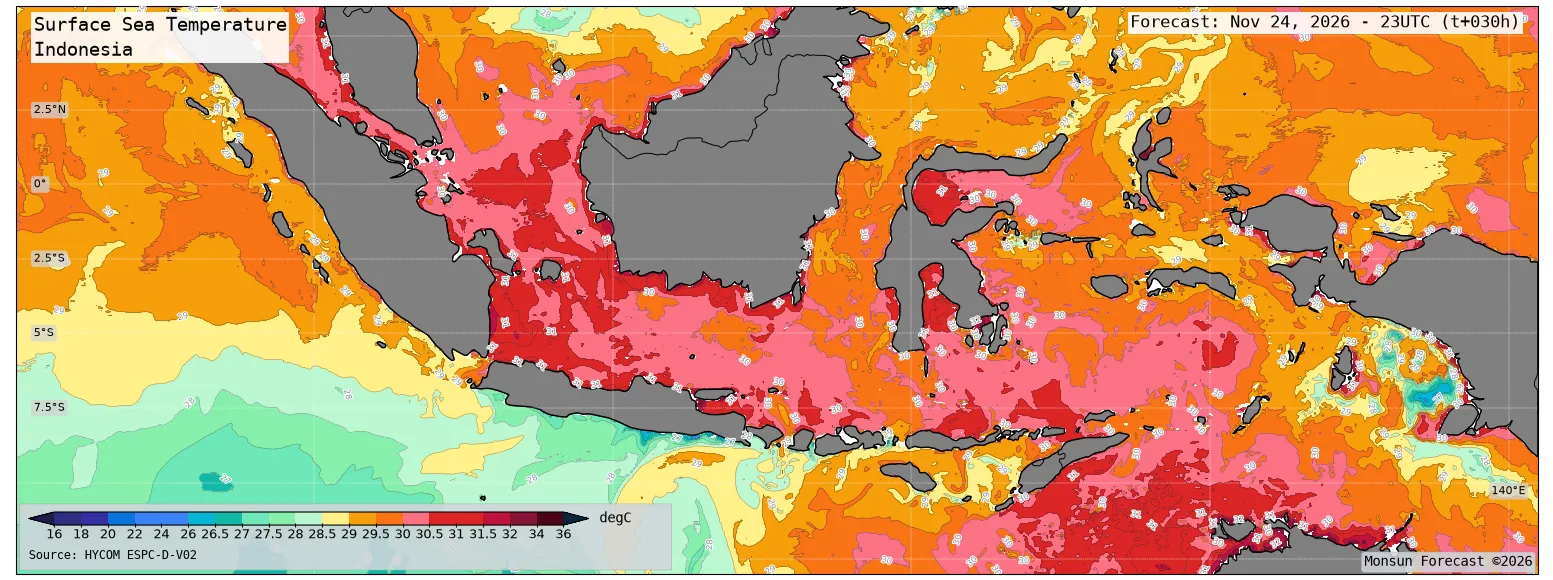 Surface Sea Temperature
Indonesia
Forecast: Nov 24, 2026 - 23UTC (t+030h)
2.5°N
0°
2.5°S
5°S
7.5°S
140°E
16 18 20 22 24 26 26.5 27 27.5 28 28.5 29 29.5 30 30.5 31 31.5 32 34 36 degC
Source: HYCOM ESPC-D-V02
Monsun Forecast ©2026